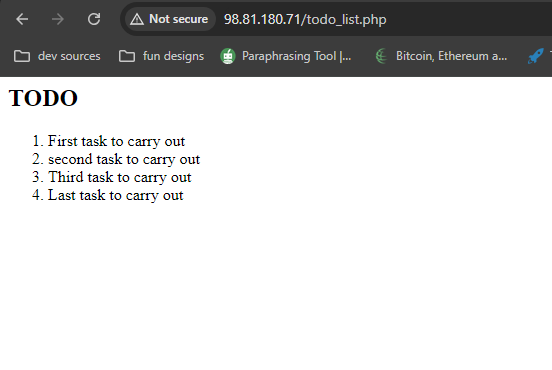 Not secure 98.81.180.71/todo_list.php
dev sources fun designs Paraphrasing Tool |... Bitcoin, Ethereum a...
TODO
1. First task to carry out
2. second task to carry out
3. Third task to carry out
4. Last task to carry out